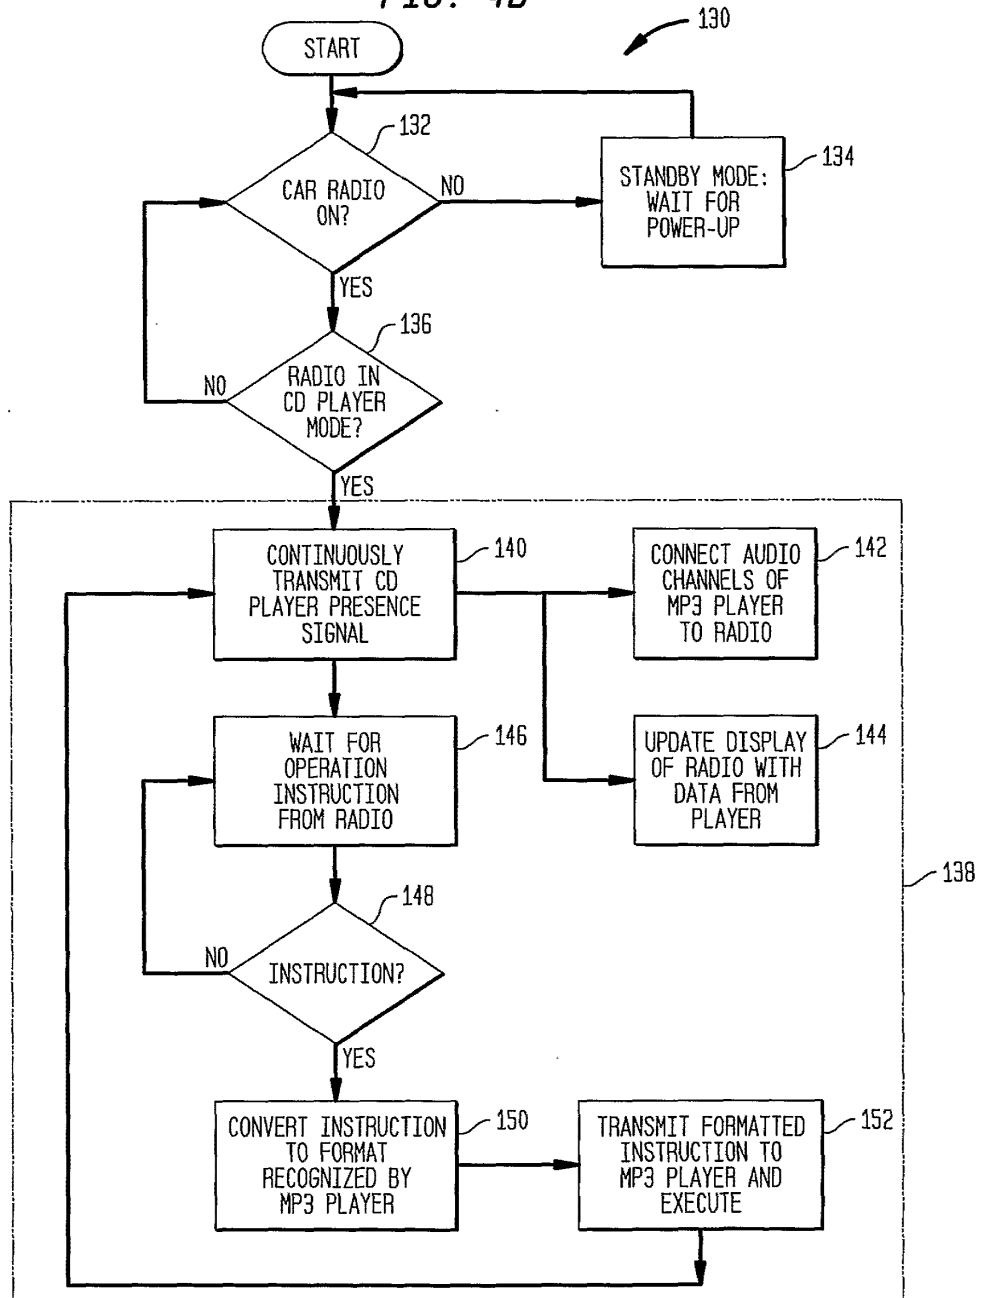 FIG. 4B
130
START
132
CAR RADIO
ON?
NO
134
STANDBY MODE:
WAIT FOR
POWER-UP
YES
136
RADIO IN
CD PLAYER
MODE?
NO
YES
140
CONTINUOUSLY
TRANSMIT CD
PLAYER PRESENCE
SIGNAL
142
CONNECT AUDIO
CHANNELS OF
MP3 PLAYER
TO RADIO
146
WAIT FOR
OPERATION
INSTRUCTION
FROM RADIO
144
UPDATE DISPLAY
OF RADIO WITH
DATA FROM
PLAYER
138
148
INSTRUCTION?
NO
YES
150
CONVERT INSTRUCTION
TO FORMAT
RECOGNIZED BY
MP3 PLAYER
152
TRANSMIT FORMATTED
INSTRUCTION TO
MP3 PLAYER AND
EXECUTE